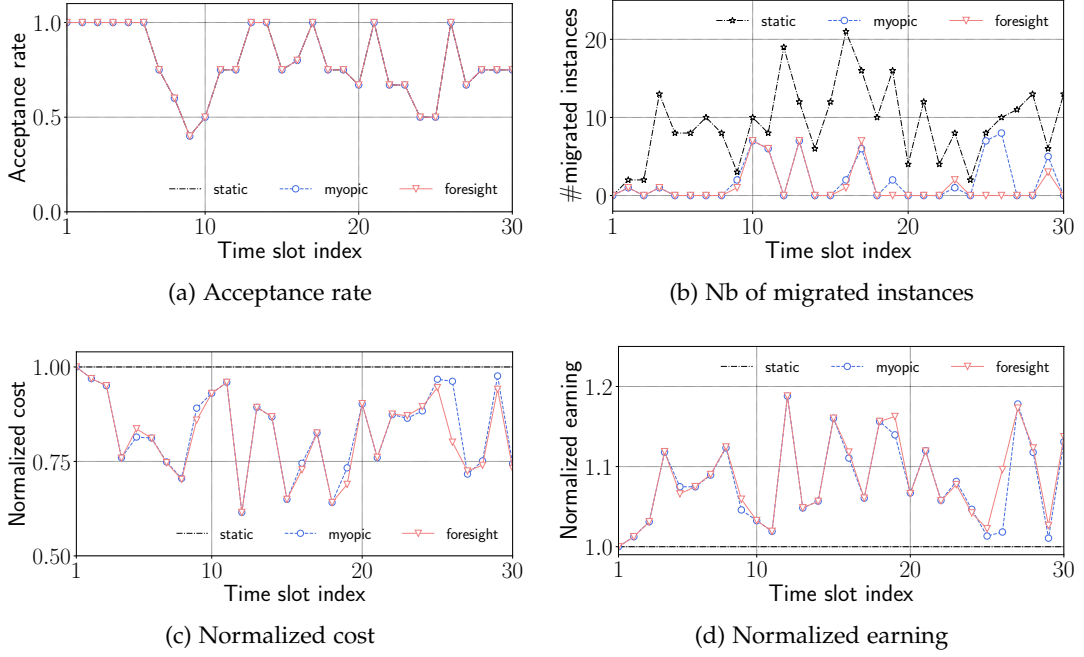 1.0
0.5
0.0
Acceptance rate
static
myopic
foresight
1
10
20
30
Time slot index
(a) Acceptance rate
20
10
0
#migrated instances
static
myopic
foresight
1
10
20
30
Time slot index
(b) Nb of migrated instances
1.00
0.75
0.50
Normalized cost
static
myopic
foresight
1
10
20
30
Time slot index
(c) Normalized cost
1.2
1.1
1.0
Normalized earning
static
myopic
foresight
1
10
20
30
Time slot index
(d) Normalized earning